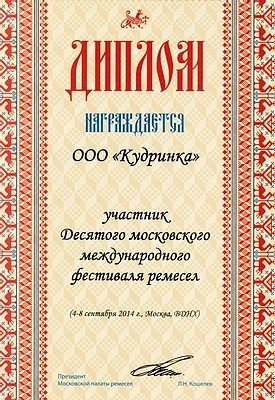 ДИПЛОМ
НАГРАЖДАЕТСЯ
ООО «Кудринка»
участник
Десятого московского
международного
фестиваля ремесел
(4-8 сентября 2014 г., Москва, ВДНХ)
Президент
Московской палаты ремесел Л.Н. Кошелев